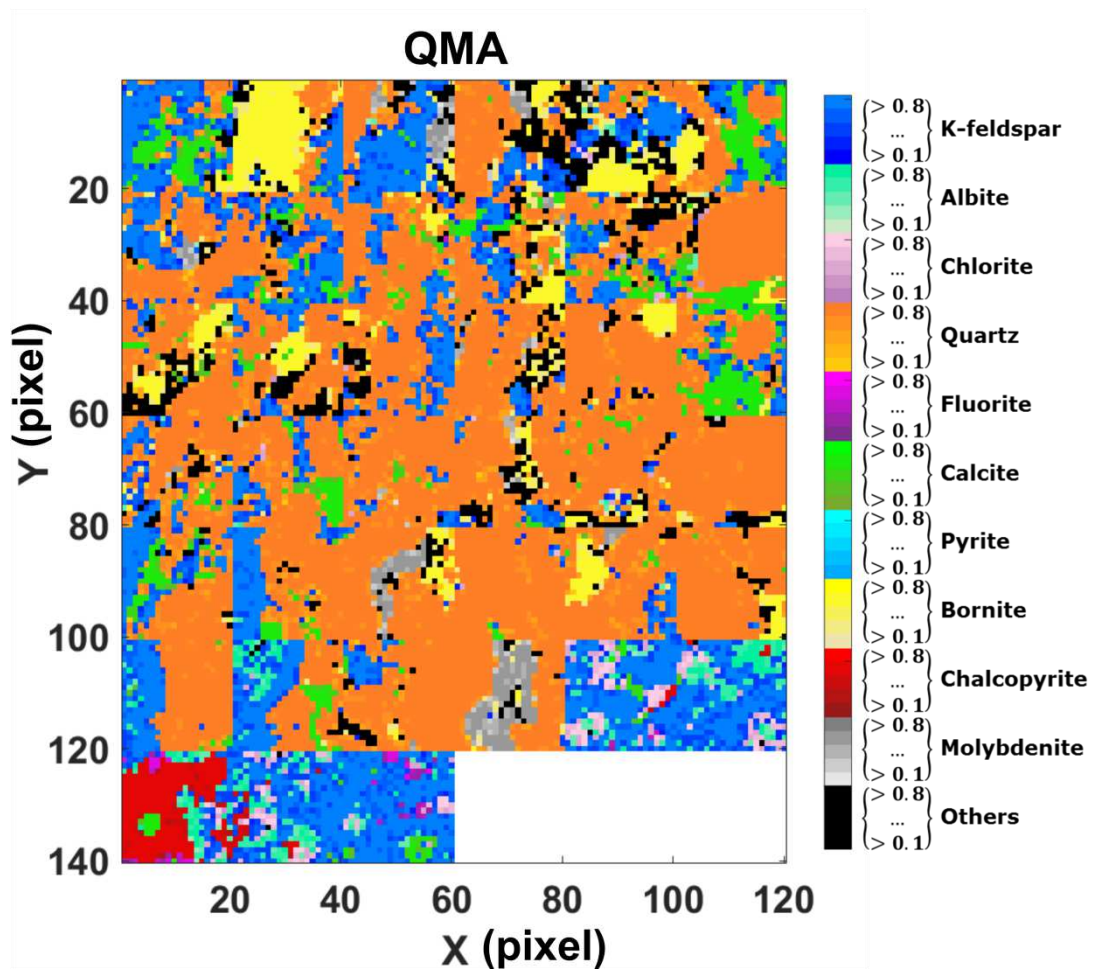 QMA
Y (pixel)
20
40
60
80
100
120
140
20 40 60 80 100 120
X (pixel)
> 0.8
...
> 0.1
K-feldspar
> 0.8
...
> 0.1
Albite
> 0.8
...
> 0.1
Chlorite
> 0.8
...
> 0.1
Quartz
> 0.8
...
> 0.1
Fluorite
> 0.8
...
> 0.1
Calcite
> 0.8
...
> 0.1
Pyrite
> 0.8
...
> 0.1
Bornite
> 0.8
...
> 0.1
Chalcopyrite
> 0.8
...
> 0.1
Molybdenite
> 0.8
...
> 0.1
Others